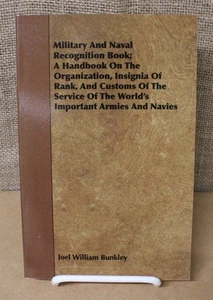 Military And Naval
Recognition Book;
A Handbook On The
Organization, Insignia Of
Rank, And Customs Of The
Service Of The World's
Important Armies And Navies
Joel William Bunkley